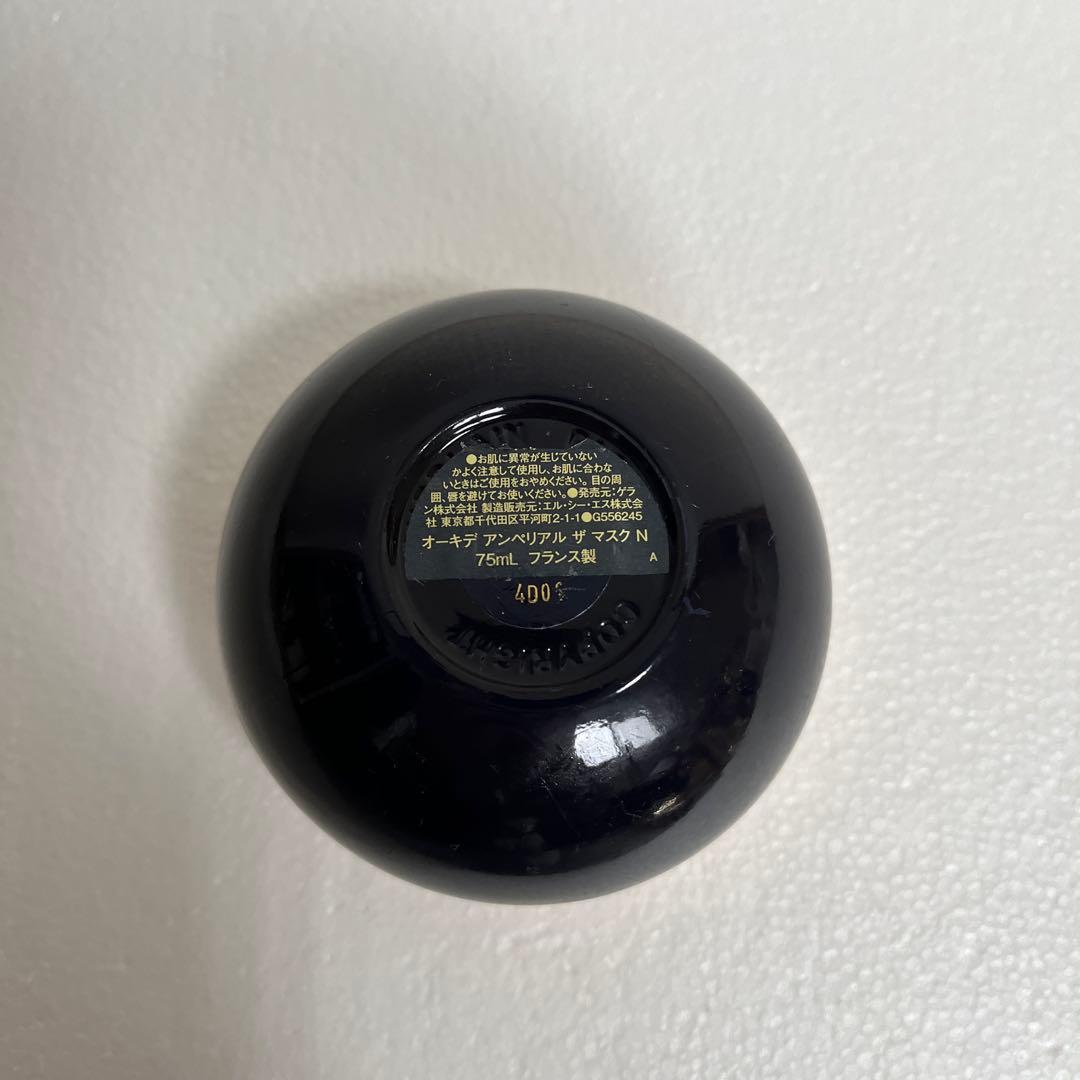 ●お肌に異常が生じていない
かよく注意して使用し、お肌に合わな
いときはご使用をおやめください。目の周
囲、唇を避けてお使いください。●発売元:ゲラ
ン株式会社 製造販売元:エル・シー・エス株式会
社 東京都千代田区平河町2-1-1●G556245
オーキデ アンペリアル ザ マスク N
75mL フランス製 A
COPYRIGHT